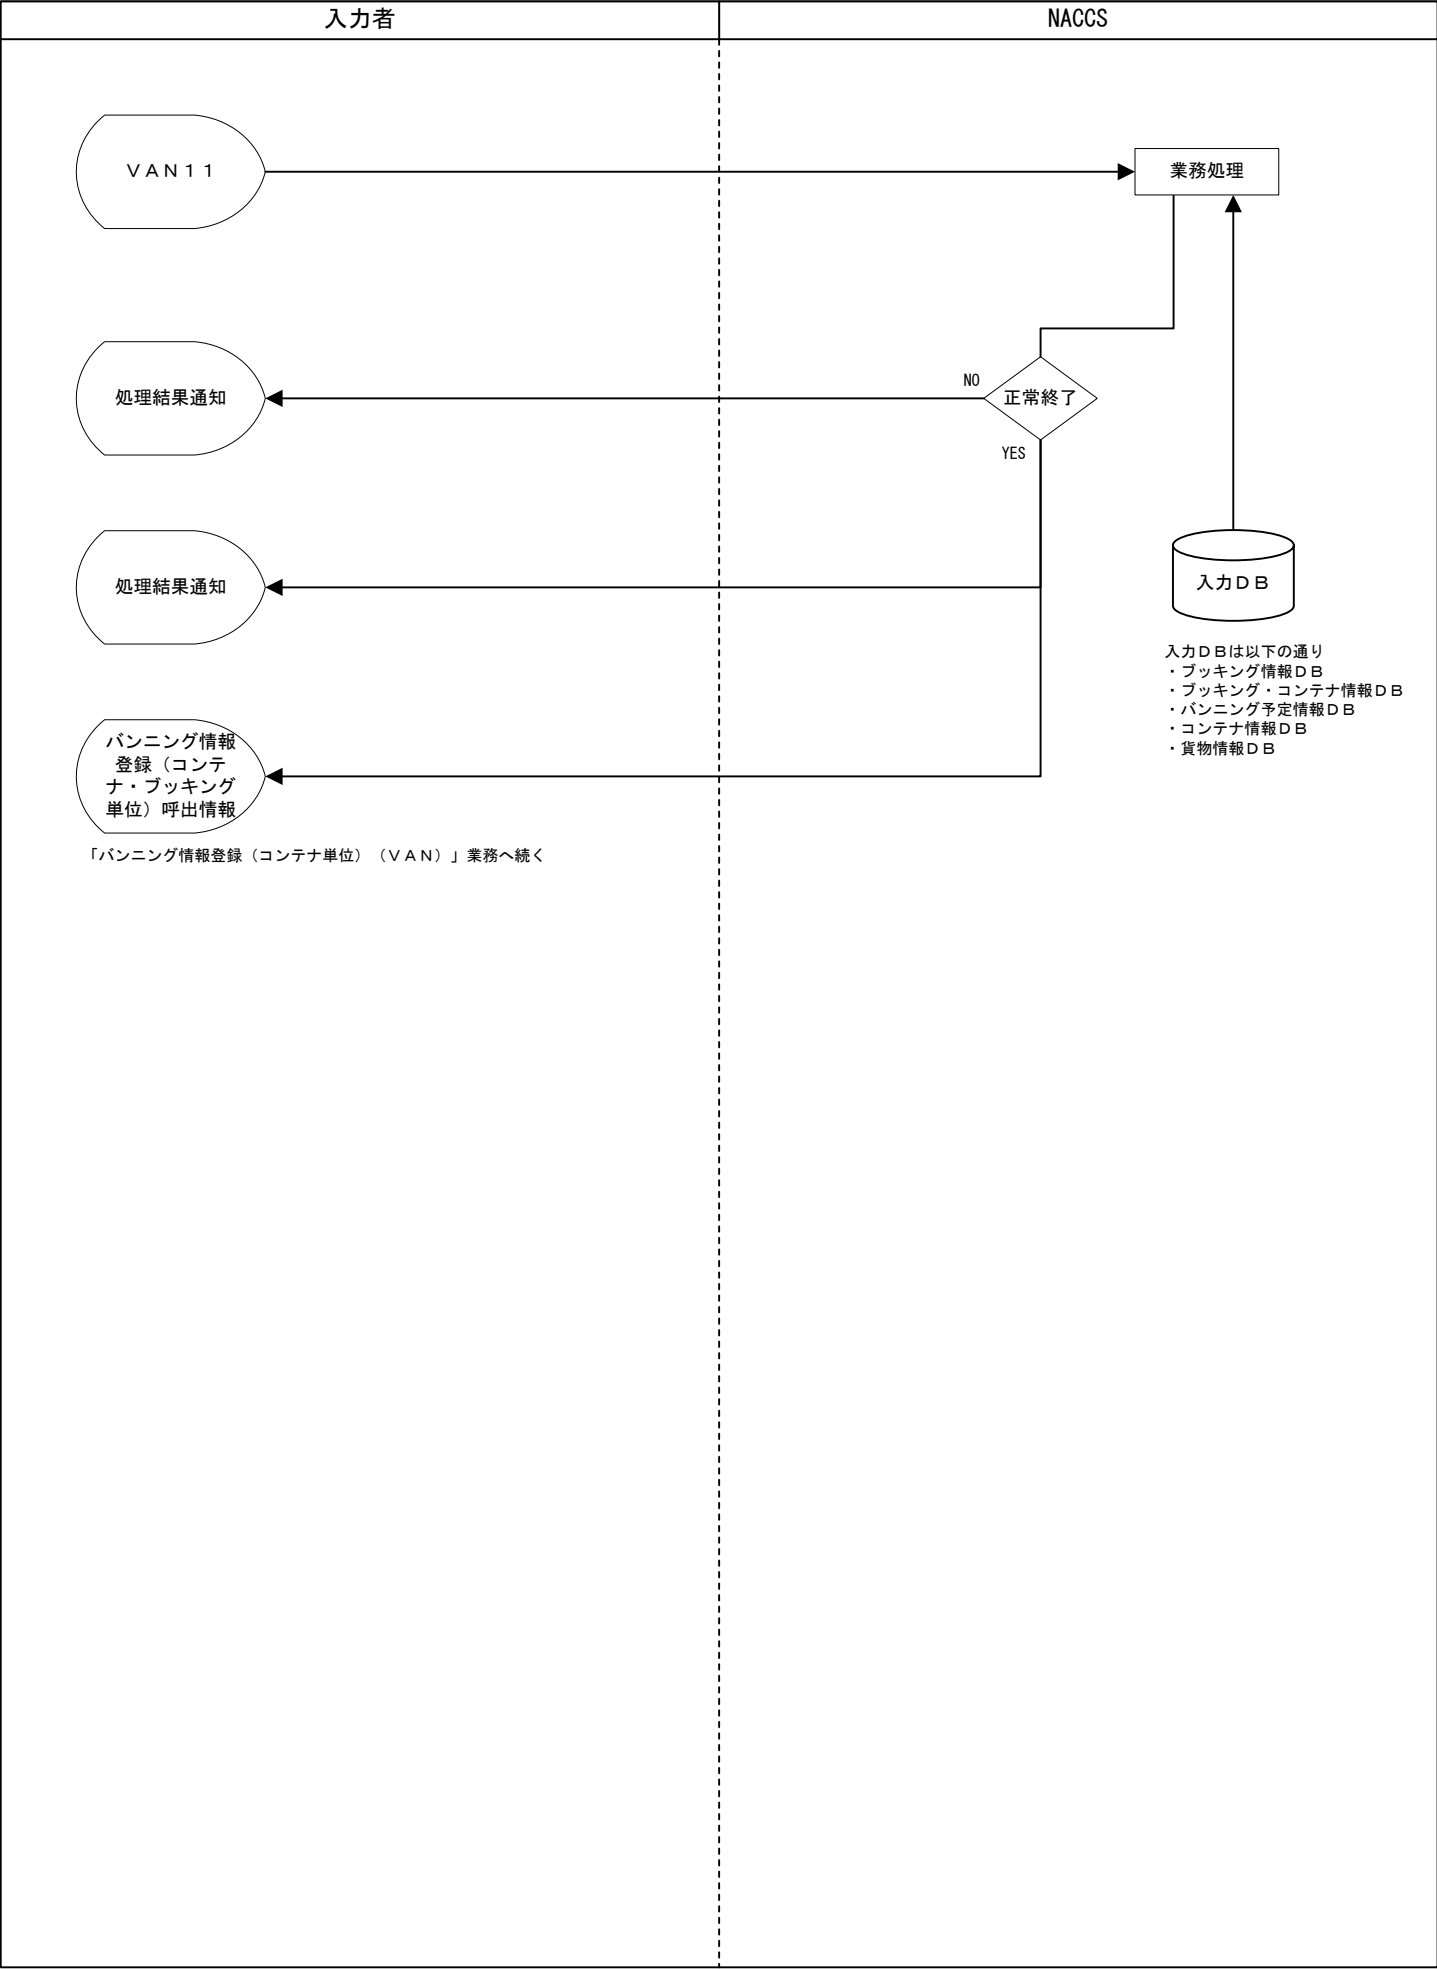 入力者
NACCS
ＶＡＮ１１
業務処理
処理結果通知
NO
正常終了
YES
処理結果通知
入力ＤＢ
入力ＤＢは以下の通り
・ブッキング情報ＤＢ
・ブッキング・コンテナ情報ＤＢ
・バンニング予定情報ＤＢ
・コンテナ情報ＤＢ
・貨物情報ＤＢ
バンニング情報
登録（コンテ
ナ・ブッキング
単位）呼出情報
「バンニング情報登録（コンテナ単位）（ＶＡＮ）」業務へ続く